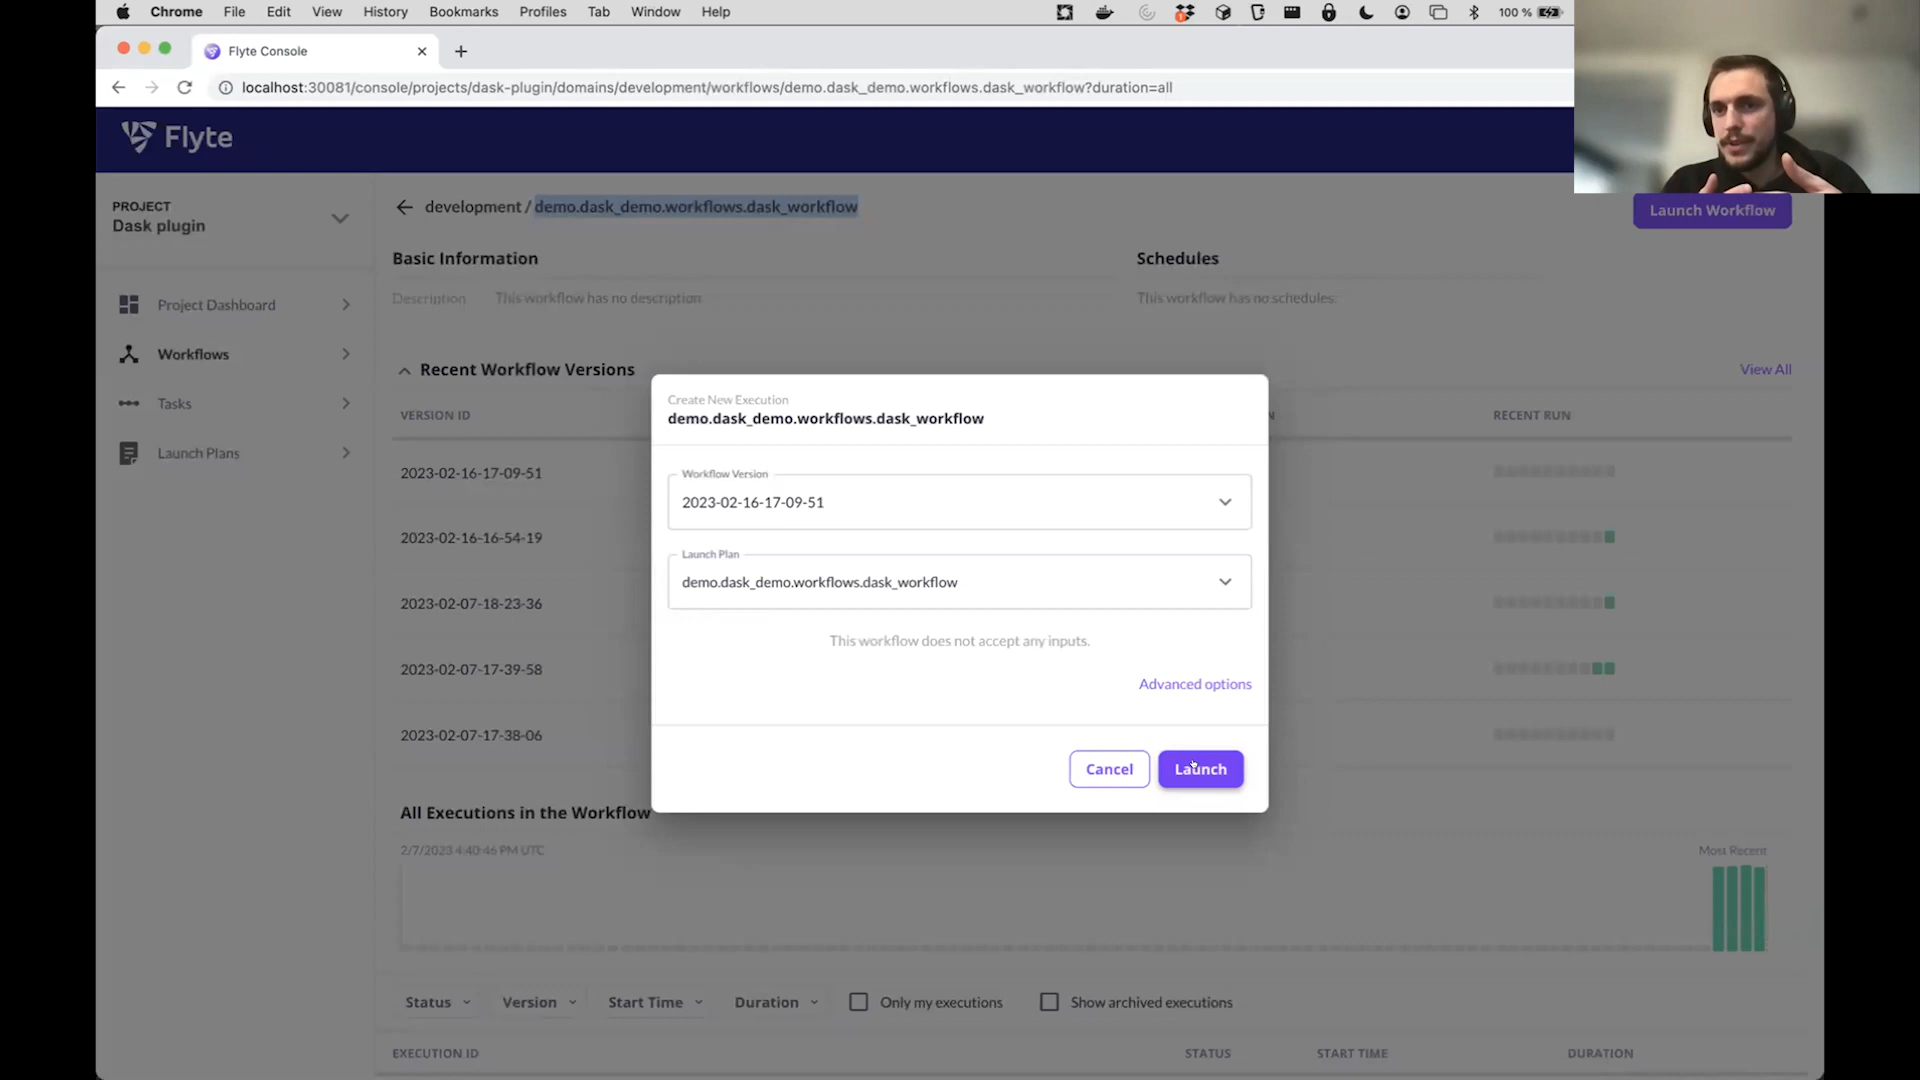 Chrome File Edit View History Bookmarks Profiles Tab Window Help 100 %
Flyte Console
localhost:30081/console/projects/dask-plugin/domains/development/workflows/demo.dask_demo.workflows.dask_workflow?duration=all
Flyte
PROJECT
Dask plugin
Project Dashboard
Workflows
Tasks
Launch Plans
development / demo.dask_demo.workflows.dask_workflow
Launch Workflow
Basic Information
Schedules
Description This workflow has no description
This workflow has no schedules.
Recent Workflow Versions
View All
VERSION ID
RECENT RUN
2023-02-16-17-09-51
2023-02-16-16-54-19
2023-02-07-18-23-36
2023-02-07-17-39-58
2023-02-07-17-38-06
Create New Execution
demo.dask_demo.workflows.dask_workflow
Workflow Version
2023-02-16-17-09-51
Launch Plan
demo.dask_demo.workflows.dask_workflow
This workflow does not accept any inputs.
Advanced options
Cancel
Launch
All Executions in the Workflow
2/7/2023 4:40:46 PM UTC
Most Recent
Status Version Start Time Duration Only my executions Show archived executions
EXECUTION ID STATUS START TIME DURATION